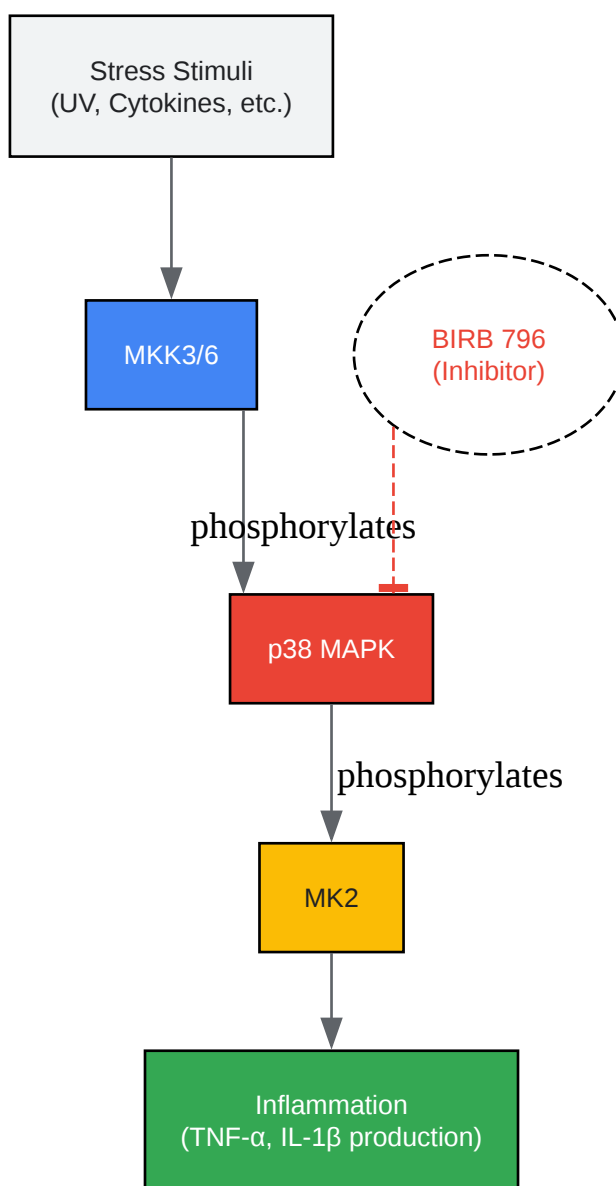 Stress Stimuli
(UV, Cytokines, etc.)
MKK3/6
BIRB 796
(Inhibitor)
phosphorylates
p38 MAPK
phosphorylates
MK2
Inflammation
(TNF-α, IL-1β production)